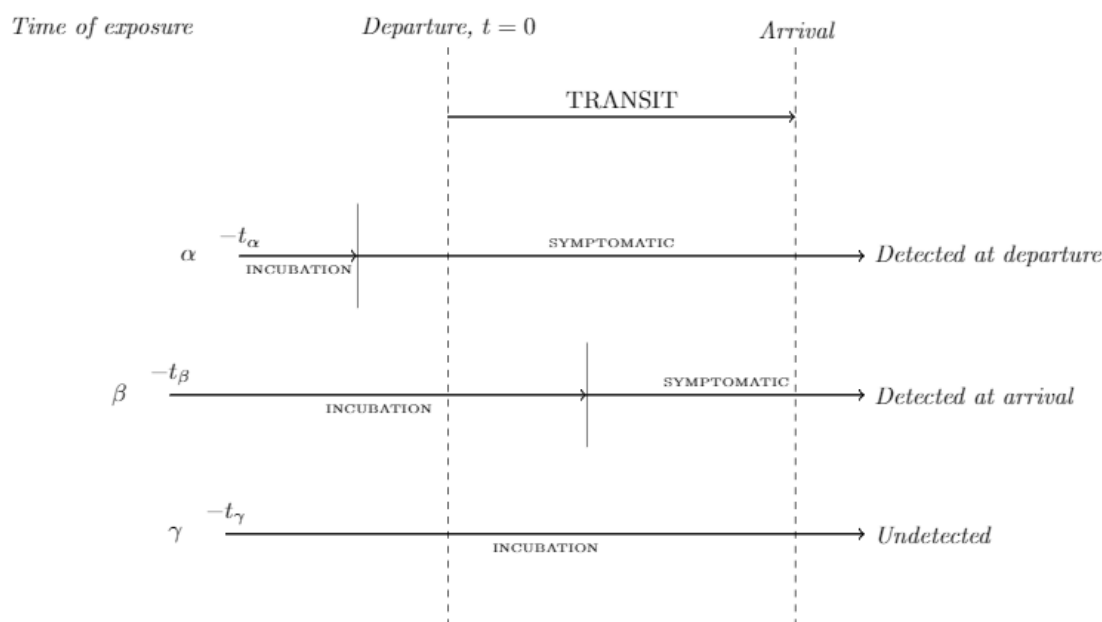 Time of exposure Departure, t = 0 Arrival
TRANSIT
−tα
α INCUBATION SYMPTOMATIC Detected at departure
−tβ
β INCUBATION SYMPTOMATIC Detected at arrival
−tγ
γ INCUBATION Undetected